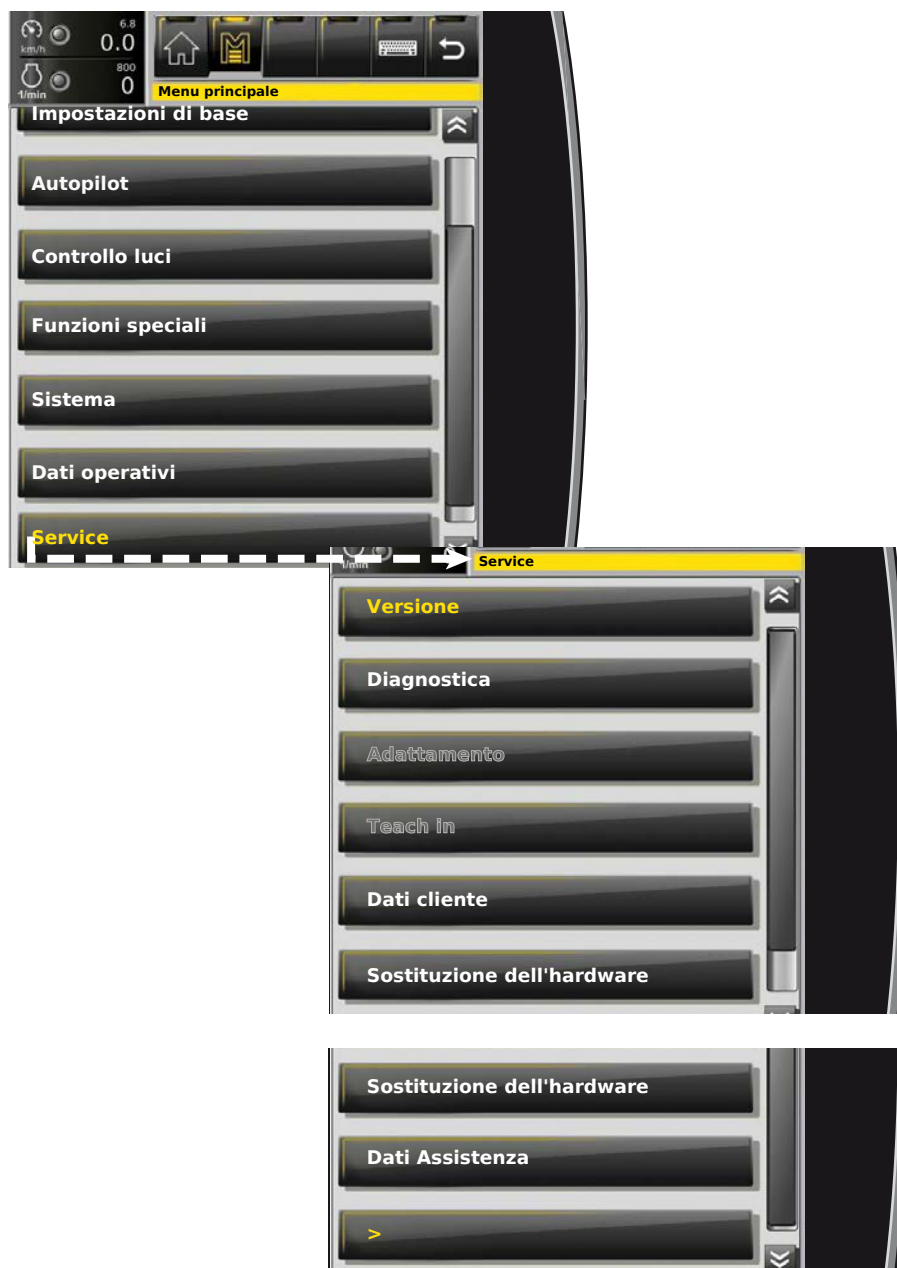 6.8
km/h 0.0
800
1/min 0
Menu principale
Impostazioni di base
Autopilot
Controllo luci
Funzioni speciali
Sistema
Dati operativi
Service
1/min
Service
Versione
Diagnostica
Adattamento
Teach in
Dati cliente
Sostituzione dell'hardware
Sostituzione dell'hardware
Dati Assistenza
>